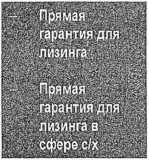 Прямая
гарантия для
лизинга
Прямая
гарантия для
лизинга в
сфере с/х